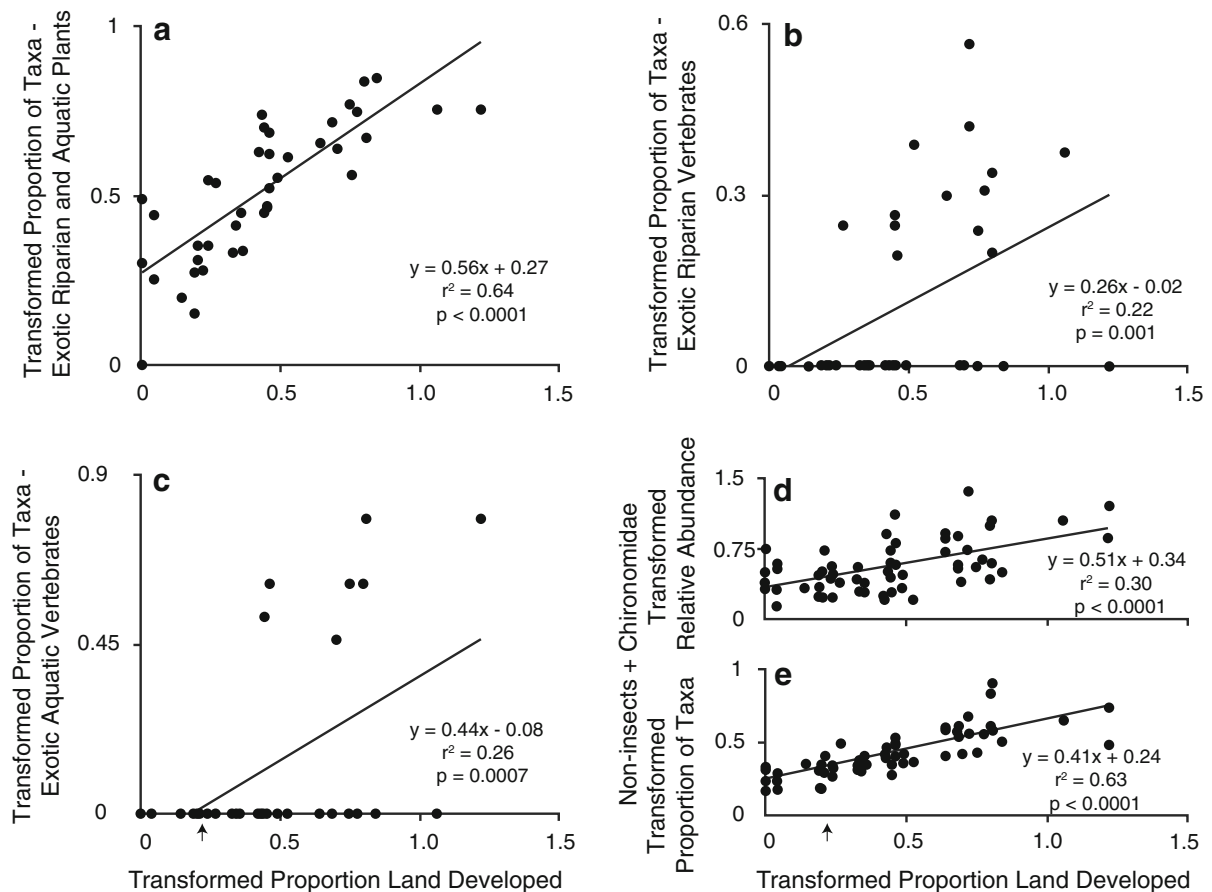 Transformed Proportion of Taxa -
Exotic Riparian and Aquatic Plants
1
0.5
0
a
y = 0.56x + 0.27
r² = 0.64
p < 0.0001
0
0.5
1.0
1.5
Transformed Proportion of Taxa -
Exotic Riparian Vertebrates
0.6
0.3
0
b
y = 0.26x - 0.02
r² = 0.22
p = 0.001
0
0.5
1.0
1.5
Transformed Proportion of Taxa -
Exotic Aquatic Vertebrates
0.9
0.45
0
c
y = 0.44x - 0.08
r² = 0.26
p = 0.0007
0
0.5
1.0
1.5
Transformed Proportion Land Developed
Non-insects + Chironomidae
Transformed
Relative Abundance
1.5
0.75
0
d
y = 0.51x + 0.34
r² = 0.30
p < 0.0001
0
0.5
1.0
1.5
Transformed
Proportion of Taxa
1
0.5
0
e
y = 0.41x + 0.24
r² = 0.63
p < 0.0001
0
0.5
1.0
1.5
Transformed Proportion Land Developed